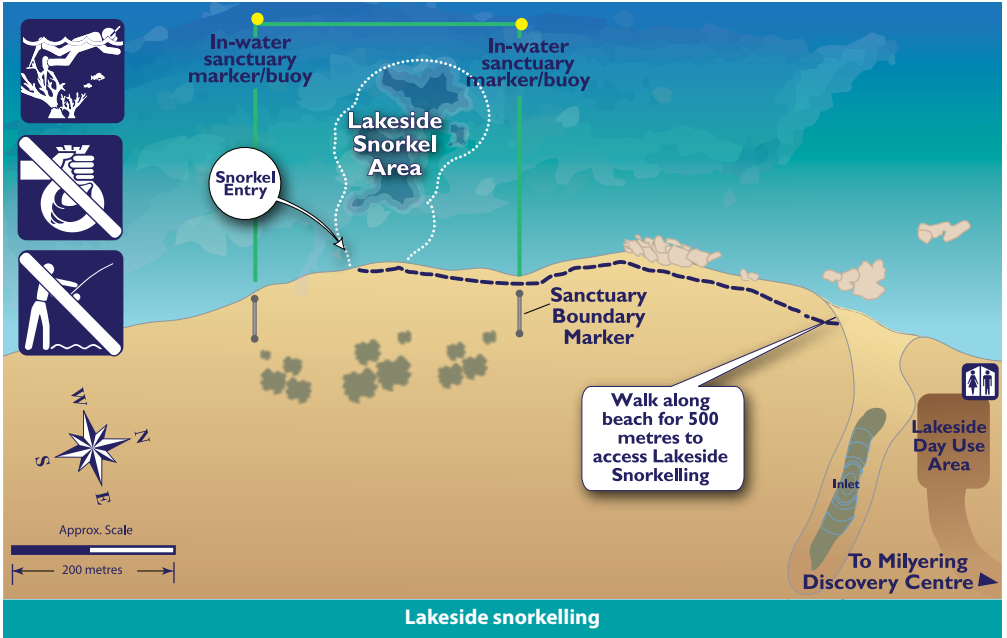 In-water
sanctuary
marker/buoy
In-water
sanctuary
marker/buoy
Lakeside
Snorkel
Area
Snorkel
Entry
Sanctuary
Boundary
Marker
Walk along
beach for 500
metres to
access Lakeside
Snorkelling
Lakeside
Day Use
Area
Inlet
W
N
S
E
Approx. Scale
200 metres
To Milyering
Discovery Centre
Lakeside snorkelling